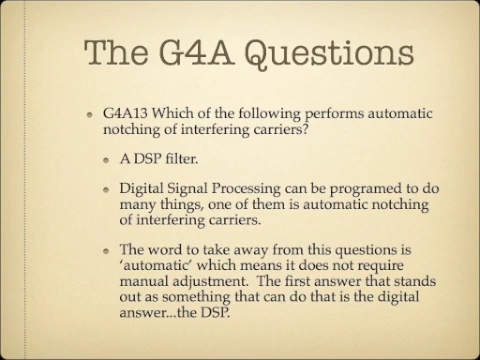 The G4A Questions
G4A13 Which of the following performs automatic
notching of interfering carriers?
A DSP filter.
Digital Signal Processing can be programed to do
many things, one of them is automatic notching
of interfering carriers.
The word to take away from this questions is
‘automatic’ which means it does not require
manual adjustment.  The first answer that stands
out as something that can do that is the digital
answer...the DSP.